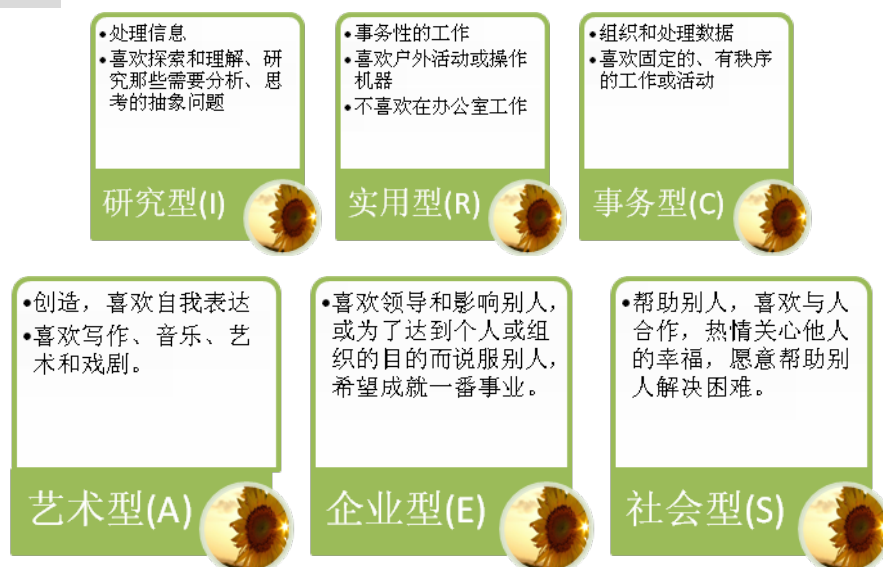 •处理信息
•喜欢探索和理解、研
究那些需要分析、思
考的抽象问题
研究型(I)
•事务性的工作
•喜欢户外活动或操作
机器
•不喜欢在办公室工作
实用型(R)
•组织和处理数据
•喜欢固定的、有秩序
的工作或活动
事务型(C)
•创造，喜欢自我表达
•喜欢写作、音乐、艺
术和戏剧。
艺术型(A)
•喜欢领导和影响别人，
或为了达到个人或组
织的目的而说服别人，
希望成就一番事业。
企业型(E)
•帮助别人，喜欢与人
合作，热情关心他人
的幸福，愿意帮助别
人解决困难。
社会型(S)